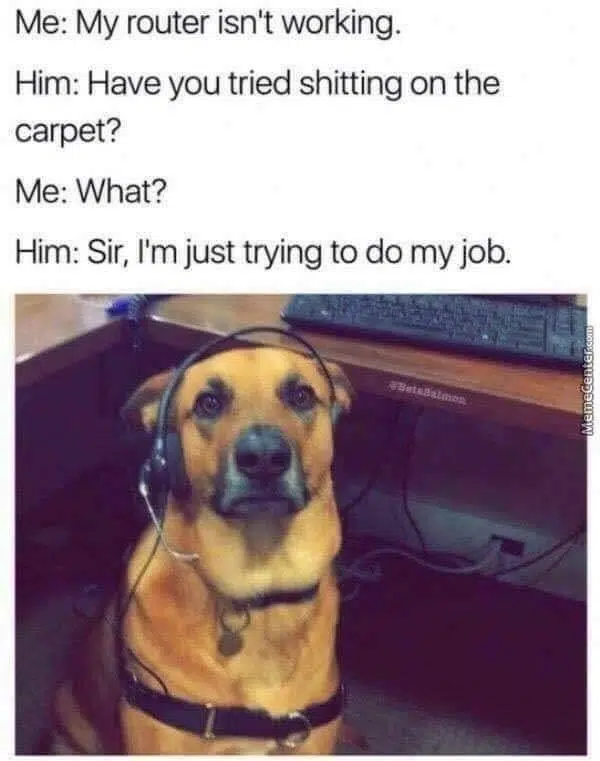 Me: My router isn't working.
Him: Have you tried shitting on the
carpet?
Me: What?
Him: Sir, I'm just trying to do my job.
@BetaSalmon
MemeCenter.com